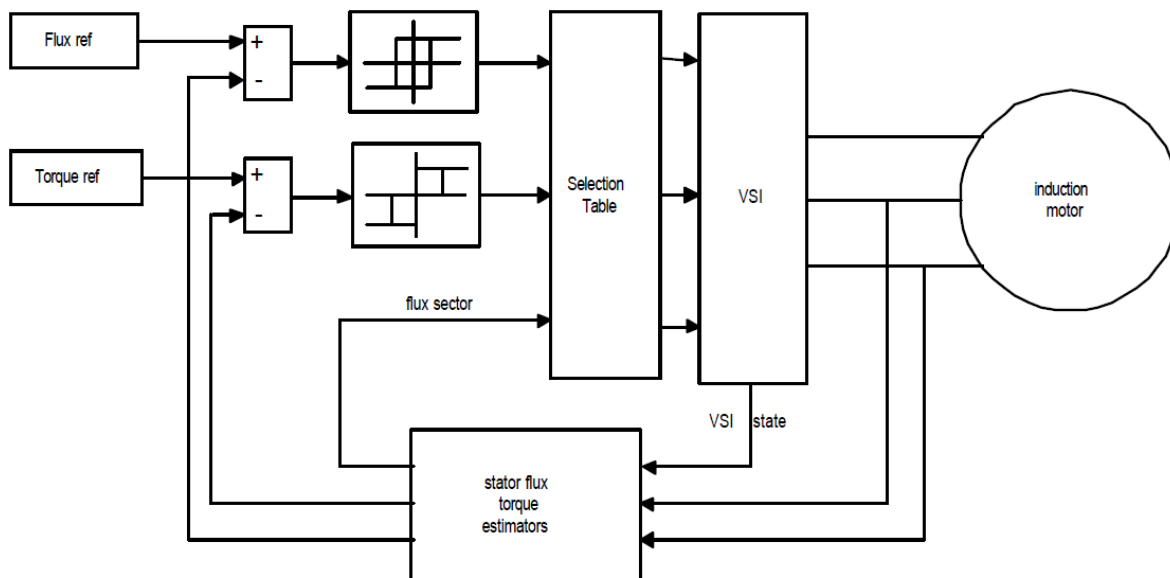 Flux ref
+
-
Torque ref
+
-
Selection
Table
VSI
induction
motor
flux sector
VSI state
stator flux
torque
estimators